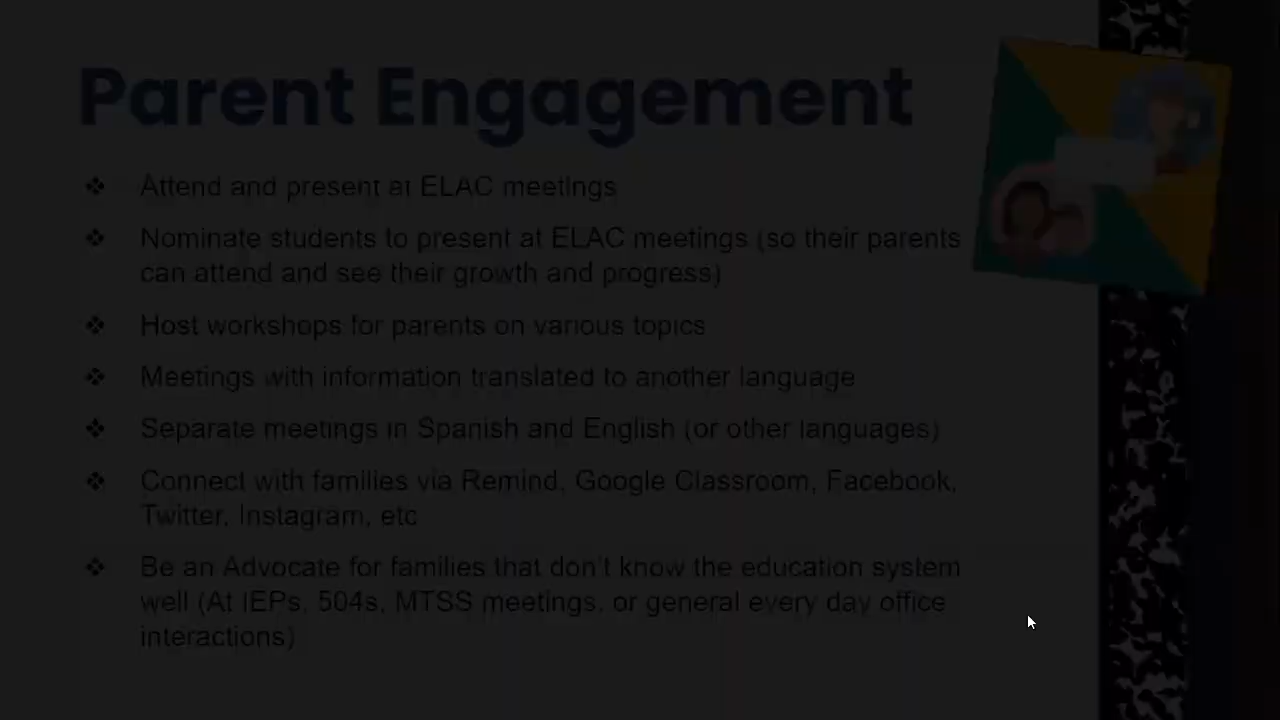 Parent Engagement
❖ Attend and present at ELAC meetings
❖ Nominate students to present at ELAC meetings (so their parents
can attend and see their growth and progress)
❖ Host workshops for parents on various topics
❖ Meetings with information translated to another language
❖ Separate meetings in Spanish and English (or other languages)
❖ Connect with families via Remind, Google Classroom, Facebook,
Twitter, Instagram, etc
❖ Be an Advocate for families that don't know the education system
well (At IEPs, 504s, MTSS meetings, or general every day office
interactions)